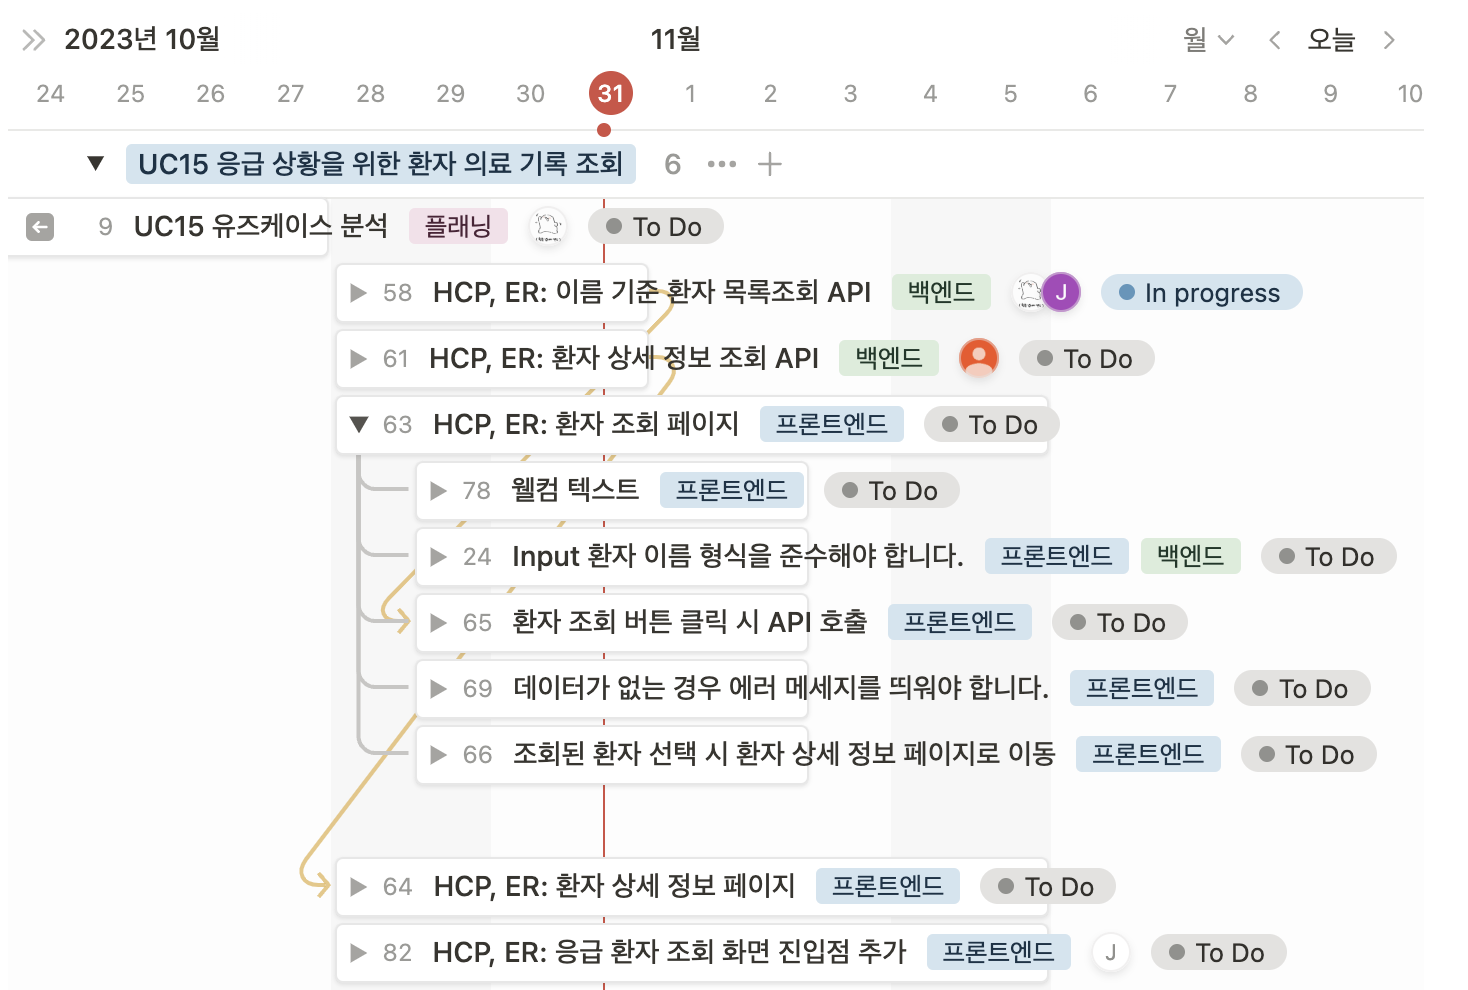 2023년 10월 11월 월 오늘
24 25 26 27 28 29 30 31 1 2 3 4 5 6 7 8 9 10
UC15 응급 상황을 위한 환자 의료 기록 조회 6
9 UC15 유즈케이스 분석 플래닝 To Do
58 HCP, ER: 이름 기준 환자 목록조회 API 백엔드 J In progress
61 HCP, ER: 환자 상세 정보 조회 API 백엔드 To Do
63 HCP, ER: 환자 조회 페이지 프론트엔드 To Do
78 웰컴 텍스트 프론트엔드 To Do
24 Input 환자 이름 형식을 준수해야 합니다. 프론트엔드 백엔드 To Do
65 환자 조회 버튼 클릭 시 API 호출 프론트엔드 To Do
69 데이터가 없는 경우 에러 메세지를 띄워야 합니다. 프론트엔드 To Do
66 조회된 환자 선택 시 환자 상세 정보 페이지로 이동 프론트엔드 To Do
64 HCP, ER: 환자 상세 정보 페이지 프론트엔드 To Do
82 HCP, ER: 응급 환자 조회 화면 진입점 추가 프론트엔드 J To Do